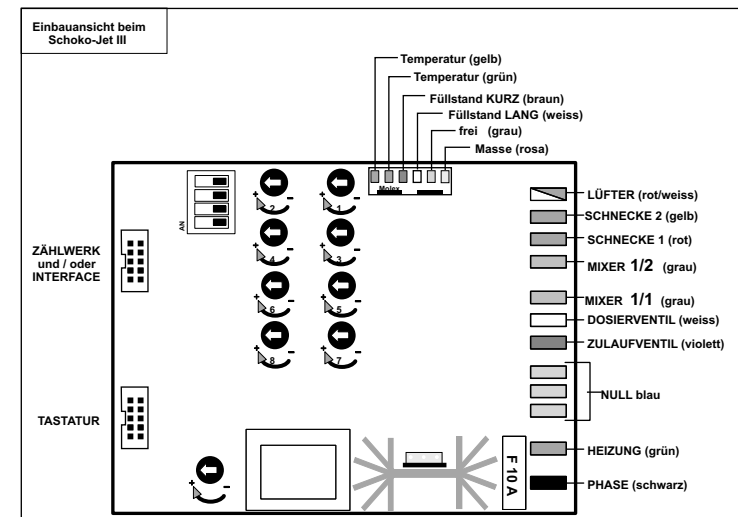 Einbauansicht beim
Schoko-Jet III
Temperatur (gelb)
Temperatur (grün)
Füllstand KURZ (braun)
Füllstand LANG (weiss)
frei (grau)
Masse (rosa)
Molex
AN
+ 2 −
+ 1 −
+ 4 −
+ 3 −
+ 6 −
+ 5 −
+ 8 −
+ 7 −
+ −
ZÄHLWERK
und / oder
INTERFACE
TASTATUR
LÜFTER (rot/weiss)
SCHNECKE 2 (gelb)
SCHNECKE 1 (rot)
MIXER 1/2 (grau)
MIXER 1/1 (grau)
DOSIERVENTIL (weiss)
ZULAUFVENTIL (violett)
NULL blau
HEIZUNG (grün)
PHASE (schwarz)
F 10 A